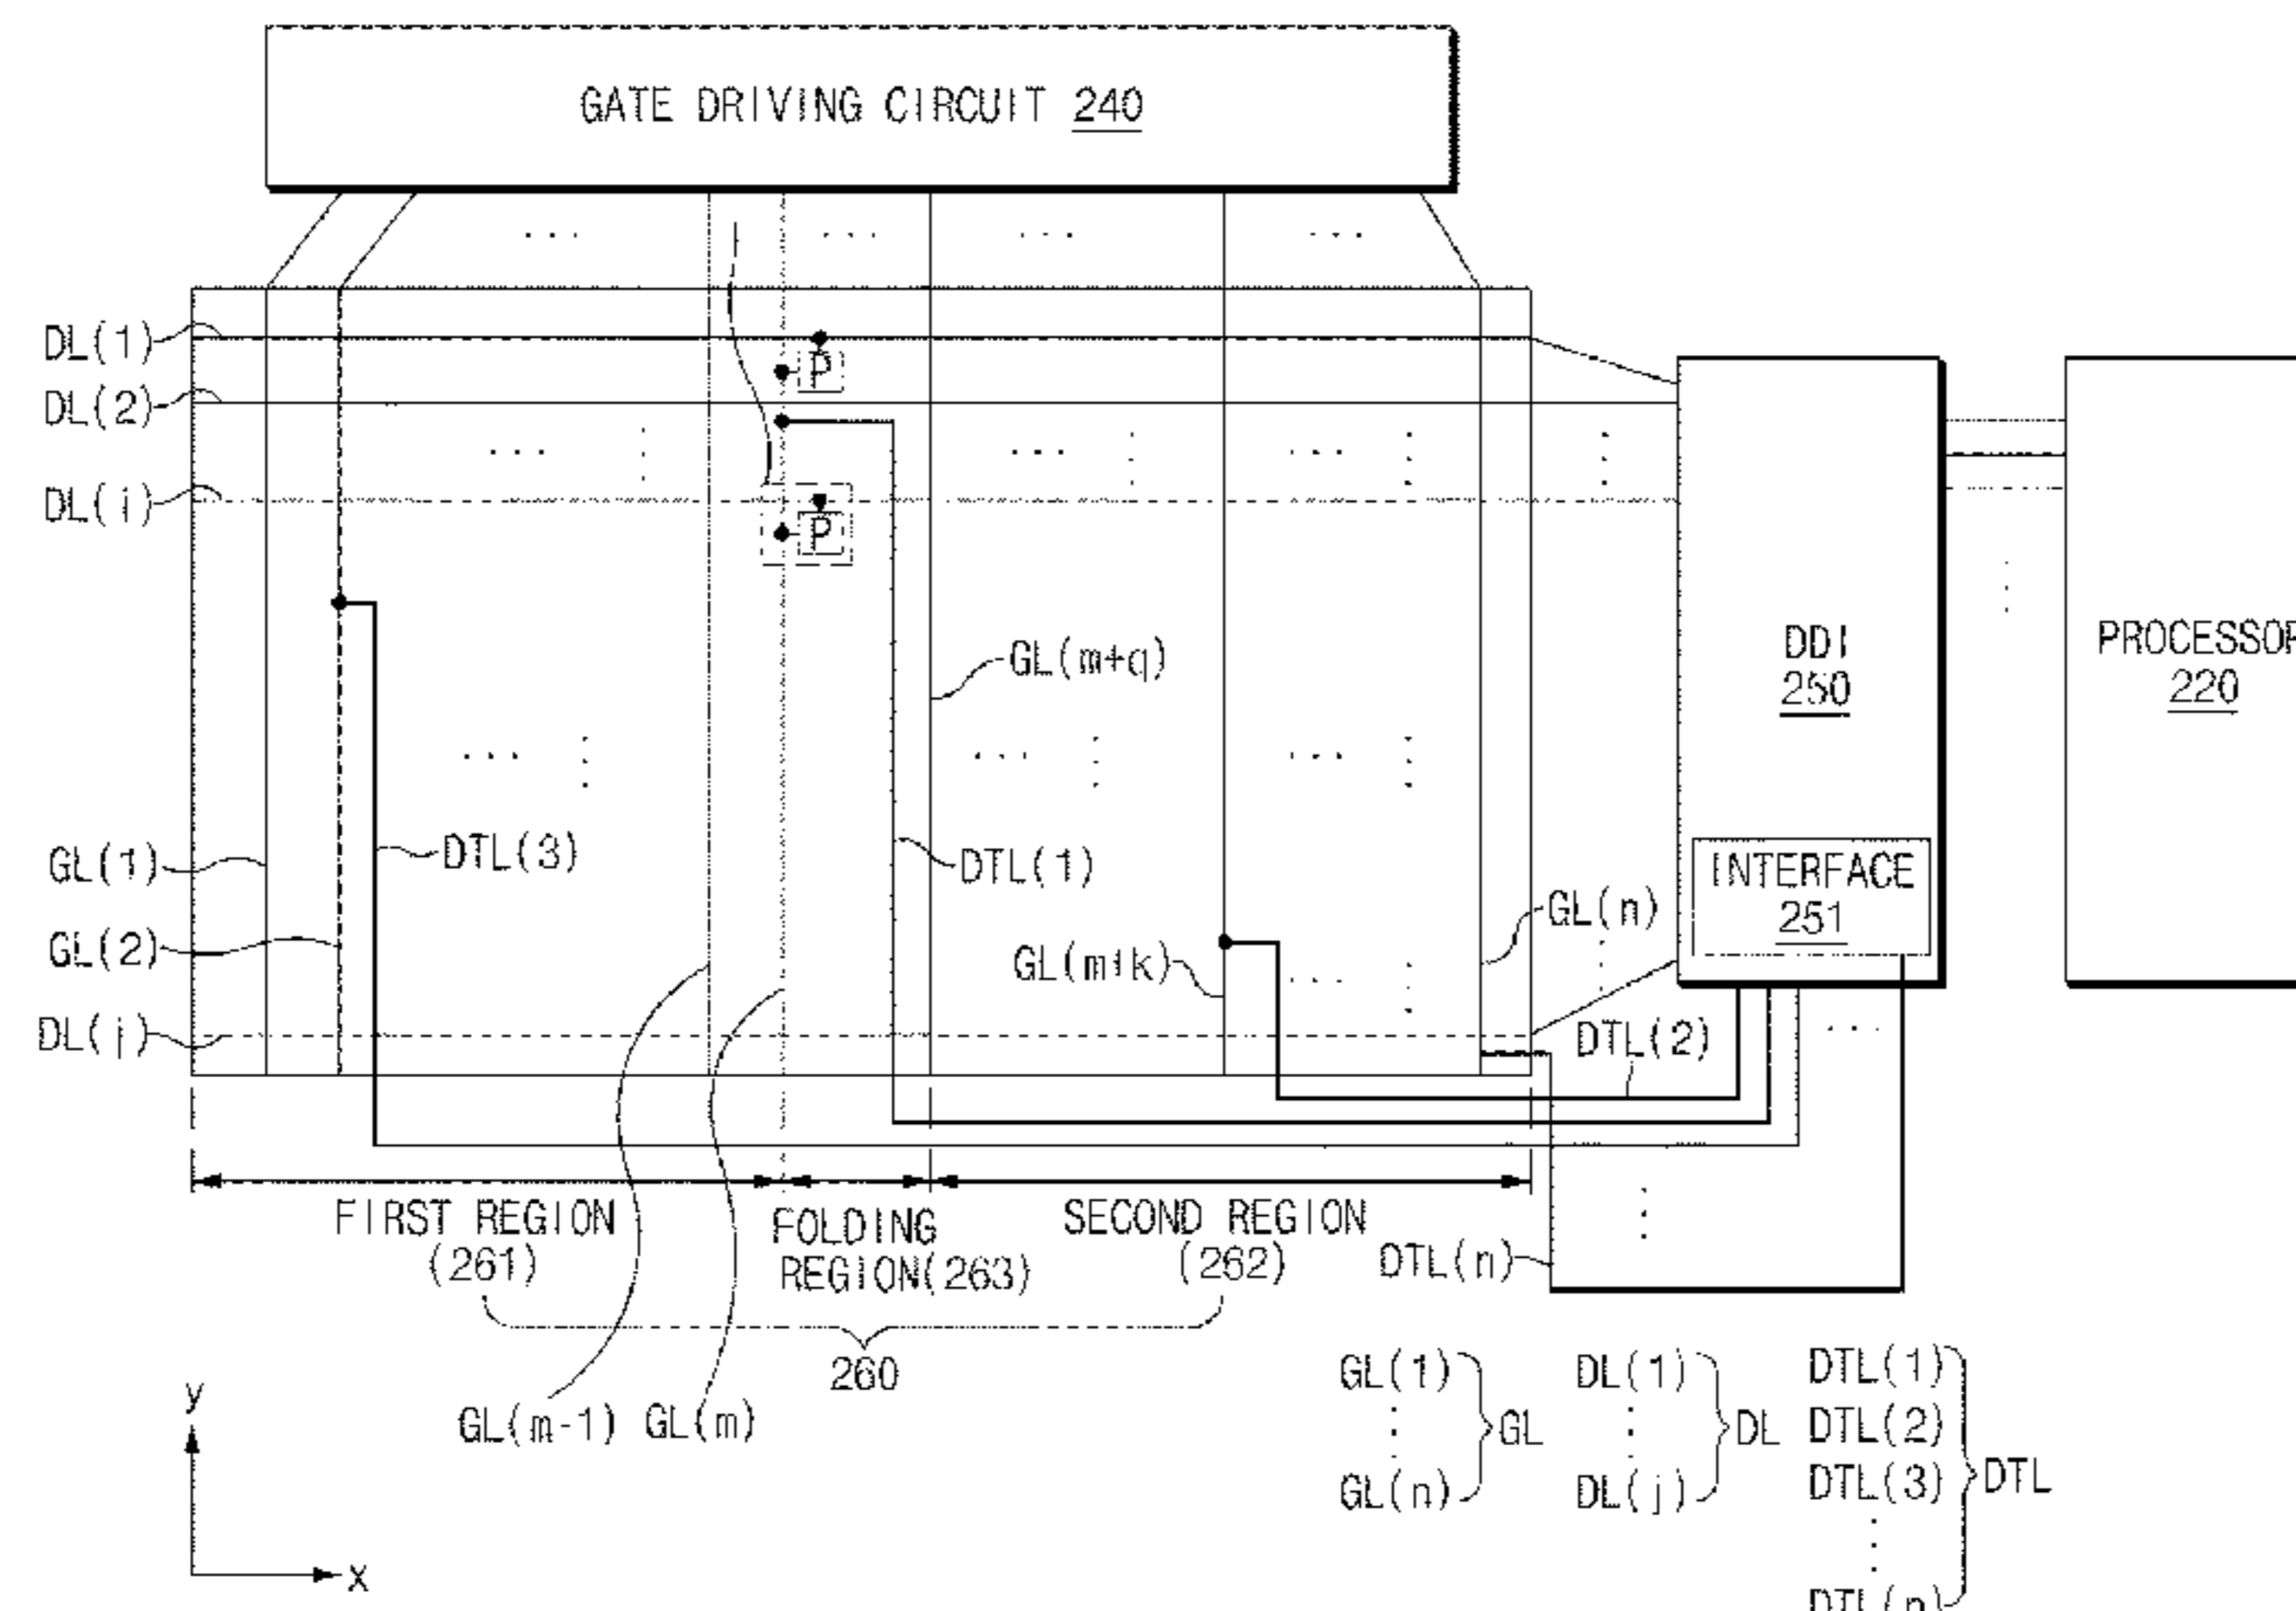 GATE DRIVING CIRCUIT 240
DL(1)
P
DL(2)
DL(i)
P
GL(m+q)
DDI
250
PROCESSOR
220
DTL(3)
DTL(1)
GL(1)
INTERFACE
251
GL(n)
GL(2)
GL(m+k)
DL(j)
DTL(2)
FIRST REGION
(261)
FOLDING
REGION(263)
SECOND REGION
(262)
DTL(n)
260
GL(m-1)
GL(m)
GL(1)
GL(n)
GL
DL(1)
DL(j)
DL
DTL(1)
DTL(2)
DTL(3)
DTL(n)
DTL
y
x